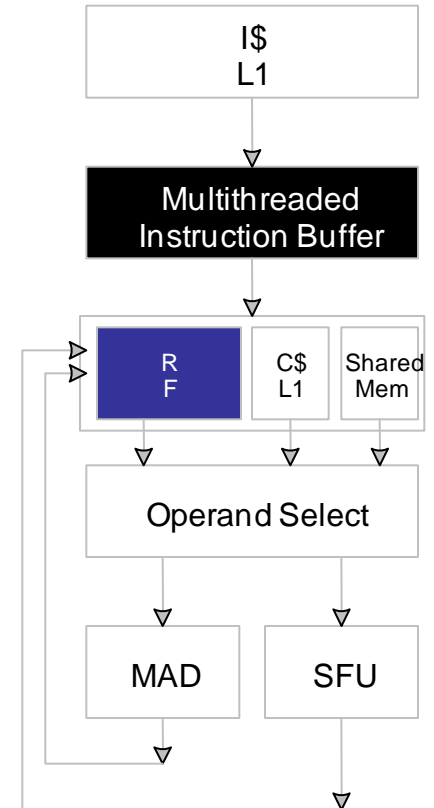 I$
L1
Multithreaded
Instruction Buffer
R
F
C$
L1
Shared
Mem
Operand Select
MAD
SFU